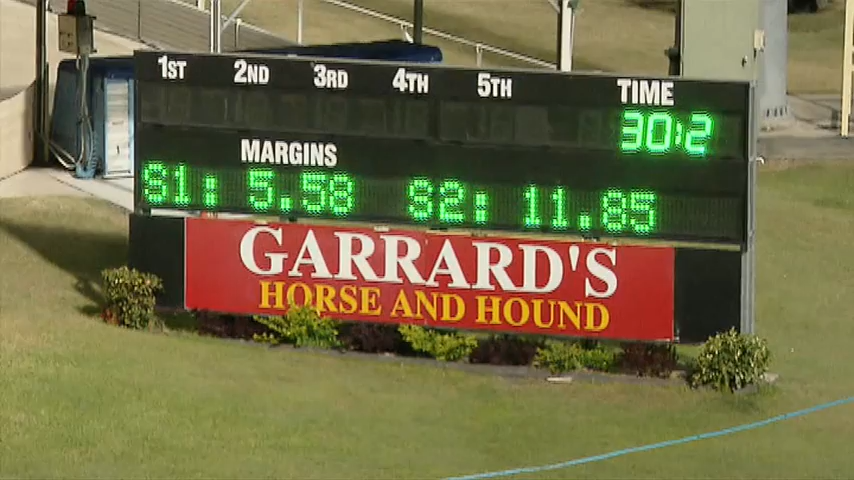 1ST 2ND 3RD 4TH 5TH TIME
30:2
MARGINS
S1: 5.58 S2: 11.85
GARRARD'S
HORSE AND HOUND